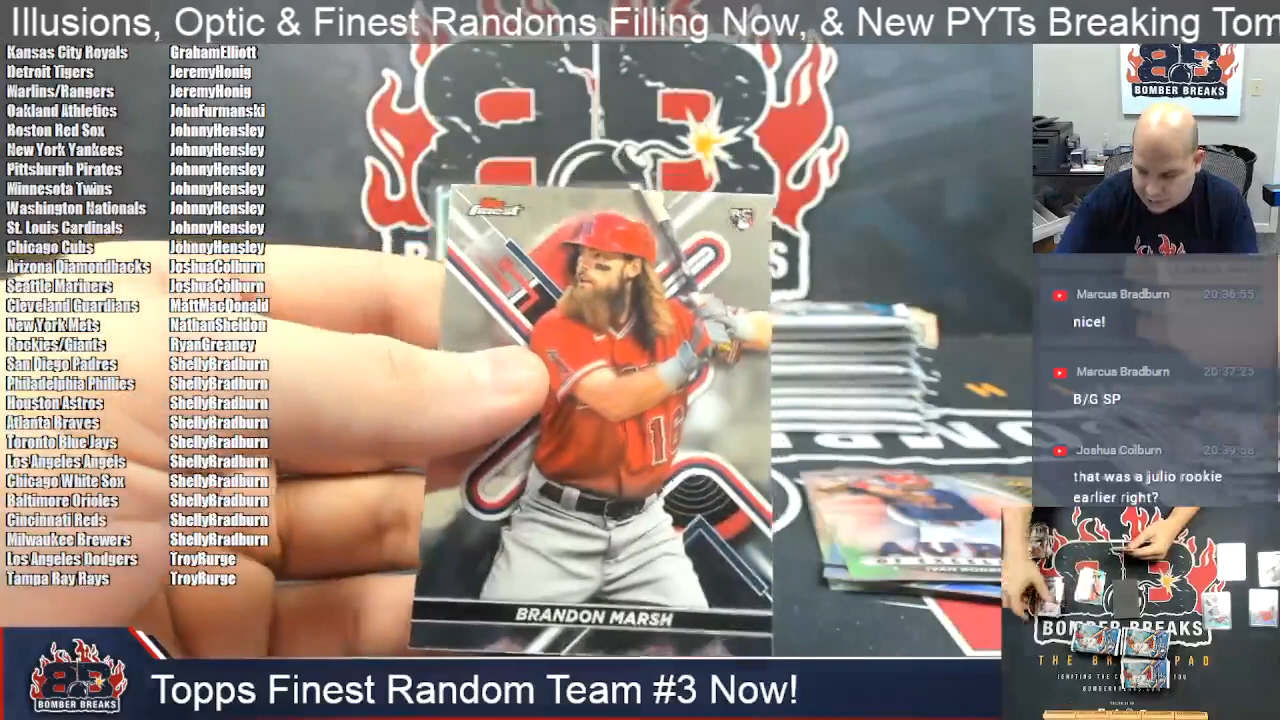 Illusions, Optic & Finest Randoms Filling Now, & New PYTs Breaking Tom
Kansas City Royals GrahamElliott
Detroit Tigers JeremyHonig
Marlins/Rangers JeremyHonig
Oakland Athletics JohnFurmanski
Boston Red Sox JohnnyHensley
New York Yankees JohnnyHensley
Pittsburgh Pirates JohnnyHensley
Minnesota Twins JohnnyHensley
Washington Nationals JohnnyHensley
St. Louis Cardinals JohnnyHensley
Chicago Cubs JohnnyHensley
Arizona Diamondbacks JoshuaColburn
Seattle Mariners JoshuaColburn
Cleveland Guardians MattMacDonald
New York Mets NathanSheldon
Rockies/Giants RyanGreaney
San Diego Padres ShellyBradburn
Philadelphia Phillies ShellyBradburn
Houston Astros ShellyBradburn
Atlanta Braves ShellyBradburn
Toronto Blue Jays ShellyBradburn
Los Angeles Angels ShellyBradburn
Chicago White Sox ShellyBradburn
Baltimore Orioles ShellyBradburn
Cincinnati Reds ShellyBradburn
Milwaukee Brewers ShellyBradburn
Los Angeles Dodgers TroyBurge
Tampa Bay Rays TroyBurge
finest
BRANDON MARSH
BOMBER BREAKS
Marcus Bradburn 20:36:55
nice!
Marcus Bradburn 20:37:25
B/G SP
Joshua Colburn
that was a julio rookie
earlier right?
BOMBER BREAKS
BOMBER BREAKS
Topps Finest Random Team #3 Now!